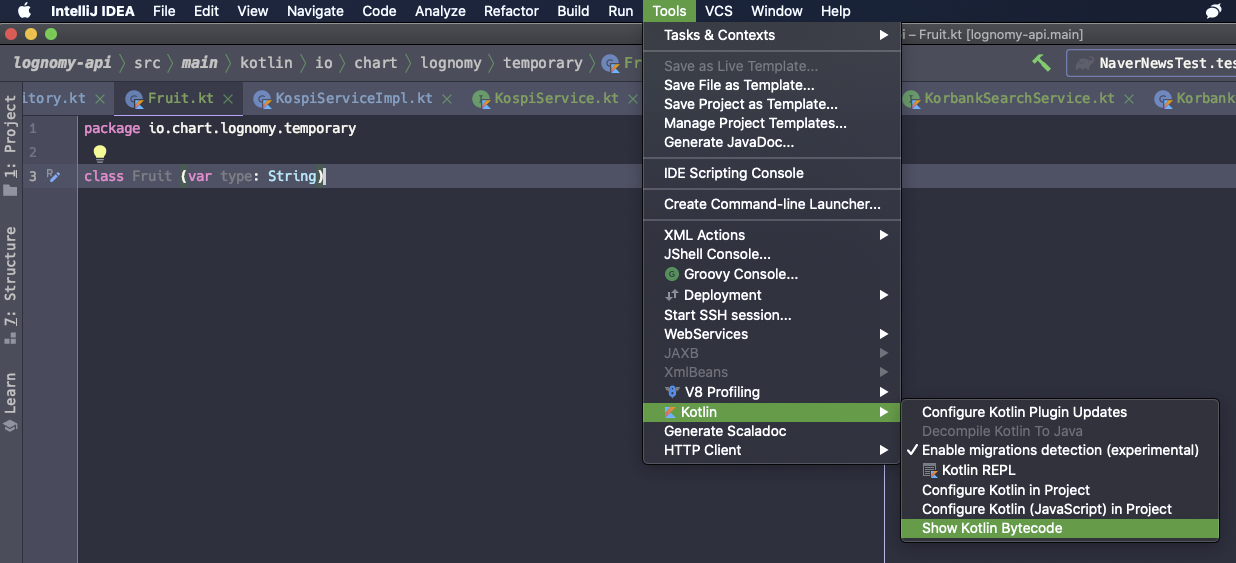 IntelliJ IDEA File Edit View Navigate Code Analyze Refactor Build Run Tools VCS Window Help
– Fruit.kt [lognomy-api.main]
lognomy-api 〉 src 〉 main 〉 kotlin 〉 io 〉 chart 〉 lognomy 〉 temporary 〉 Fr
NaverNewsTest.tes
itory.kt × Fruit.kt × KospiServiceImpl.kt × KospiService.kt × KorbankSearchService.kt × Korbank
1: Project
7: Structure
Learn
1 package io.chart.lognomy.temporary
2
3 class Fruit (var type: String)
Tasks & Contexts
Save as Live Template...
Save File as Template...
Save Project as Template...
Manage Project Templates...
Generate JavaDoc...
IDE Scripting Console
Create Command-line Launcher...
XML Actions
JShell Console...
G Groovy Console...
Deployment
Start SSH session...
WebServices
JAXB
XmlBeans
V8 Profiling
Kotlin
Generate Scaladoc
HTTP Client
Configure Kotlin Plugin Updates
Decompile Kotlin To Java
✓ Enable migrations detection (experimental)
Kotlin REPL
Configure Kotlin in Project
Configure Kotlin (JavaScript) in Project
Show Kotlin Bytecode